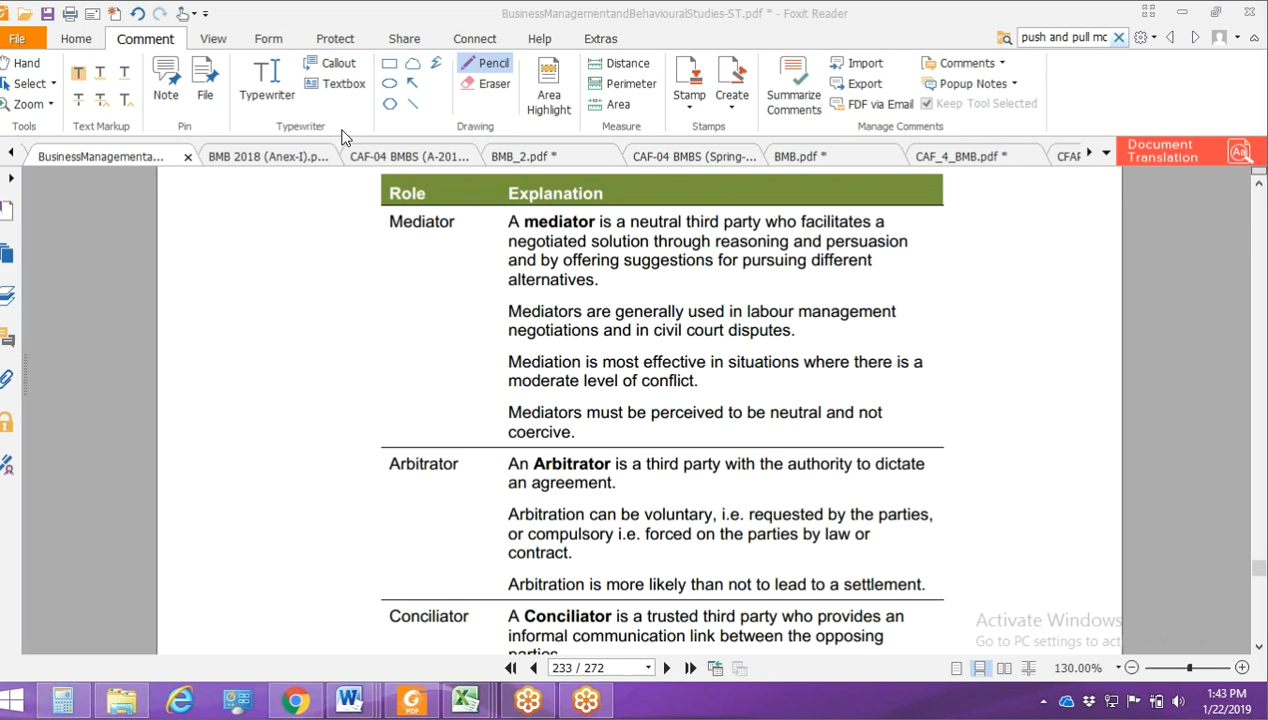 BusinessManagementandBehaviouralStudies-ST.pdf * - Foxit Reader
File Home Comment View Form Protect Share Connect Help Extras push and pull mc
Hand
Select
Zoom
Tools
T T T
T T T
Text Markup
Note File
Pin
Typewriter
Callout
Textbox
Typewriter
Pencil
Eraser
Area Highlight
Drawing
Distance
Perimeter
Area
Measure
Stamp Create
Stamps
Summarize Comments
Import
Export
FDF via Email
Comments
Popup Notes
Keep Tool Selected
Manage Comments
BusinessManagementa... BMB 2018 (Anex-I).p... CAF-04 BMBS (A-201... BMB_2.pdf * CAF-04 BMBS (Spring-... BMB.pdf * CAF_4_BMB.pdf * CFAP
Document Translation
Role Explanation
Mediator A mediator is a neutral third party who facilitates a
negotiated solution through reasoning and persuasion
and by offering suggestions for pursuing different
alternatives.
Mediators are generally used in labour management
negotiations and in civil court disputes.
Mediation is most effective in situations where there is a
moderate level of conflict.
Mediators must be perceived to be neutral and not
coercive.
Arbitrator An Arbitrator is a third party with the authority to dictate
an agreement.
Arbitration can be voluntary, i.e. requested by the parties,
or compulsory i.e. forced on the parties by law or
contract.
Arbitration is more likely than not to lead to a settlement.
Conciliator A Conciliator is a trusted third party who provides an
informal communication link between the opposing
parties
Activate Windows
Go to PC settings to
233 / 272 130.00%
1:43 PM
1/22/2019